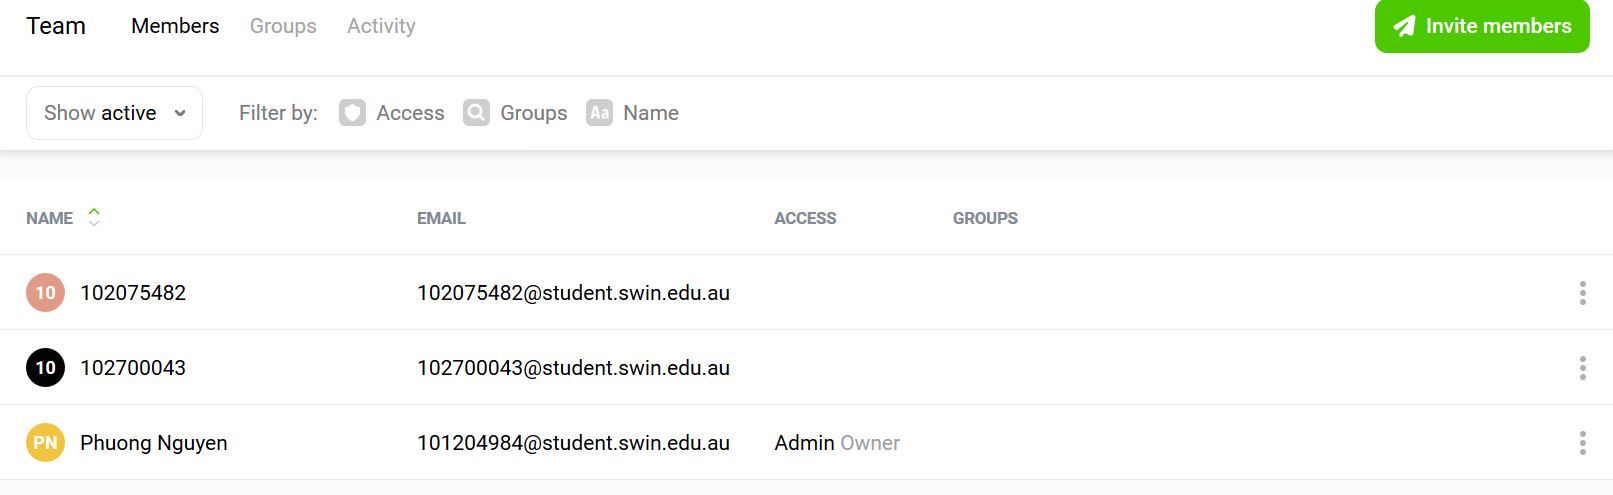 Team Members Groups Activity Invite members
Show active Filter by: Access Groups Aa Name
NAME EMAIL ACCESS GROUPS
10 102075482 102075482@student.swin.edu.au
10 102700043 102700043@student.swin.edu.au
PN Phuong Nguyen 101204984@student.swin.edu.au Admin Owner